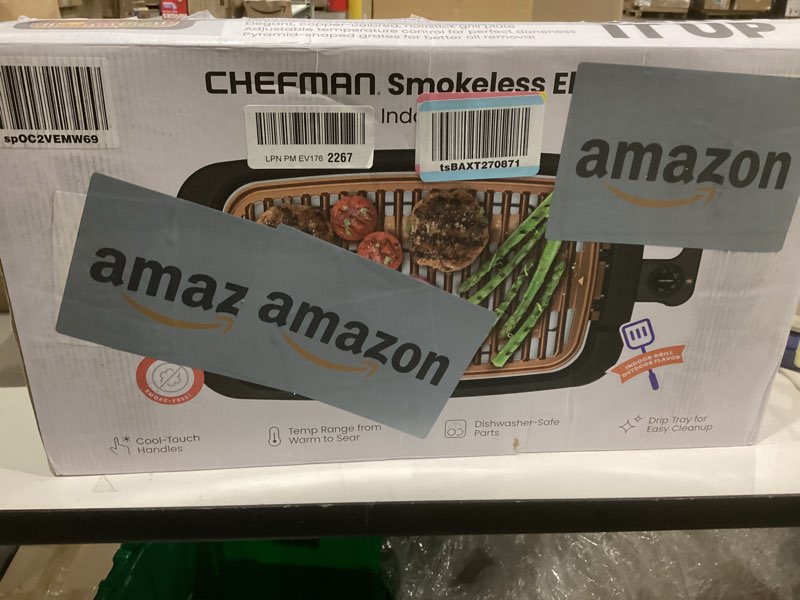 Elegant, copper-colored, nonstick grill plate
Adjustable temperature control for perfect doneness
Pyramid-shaped grates for better oil removal
IT UP
CHEFMAN Smokeless El
Indo
spOC2VEMW69
LPN PM EV176 2267
tsBAXT270871
amazon
amaz amazon
SMOKE-FREE!
INDOOR GRILL
OUTDOOR FLAVOR
Cool-Touch
Handles
Temp Range from
Warm to Sear
Dishwasher-Safe
Parts
Drip Tray for
Easy Cleanup